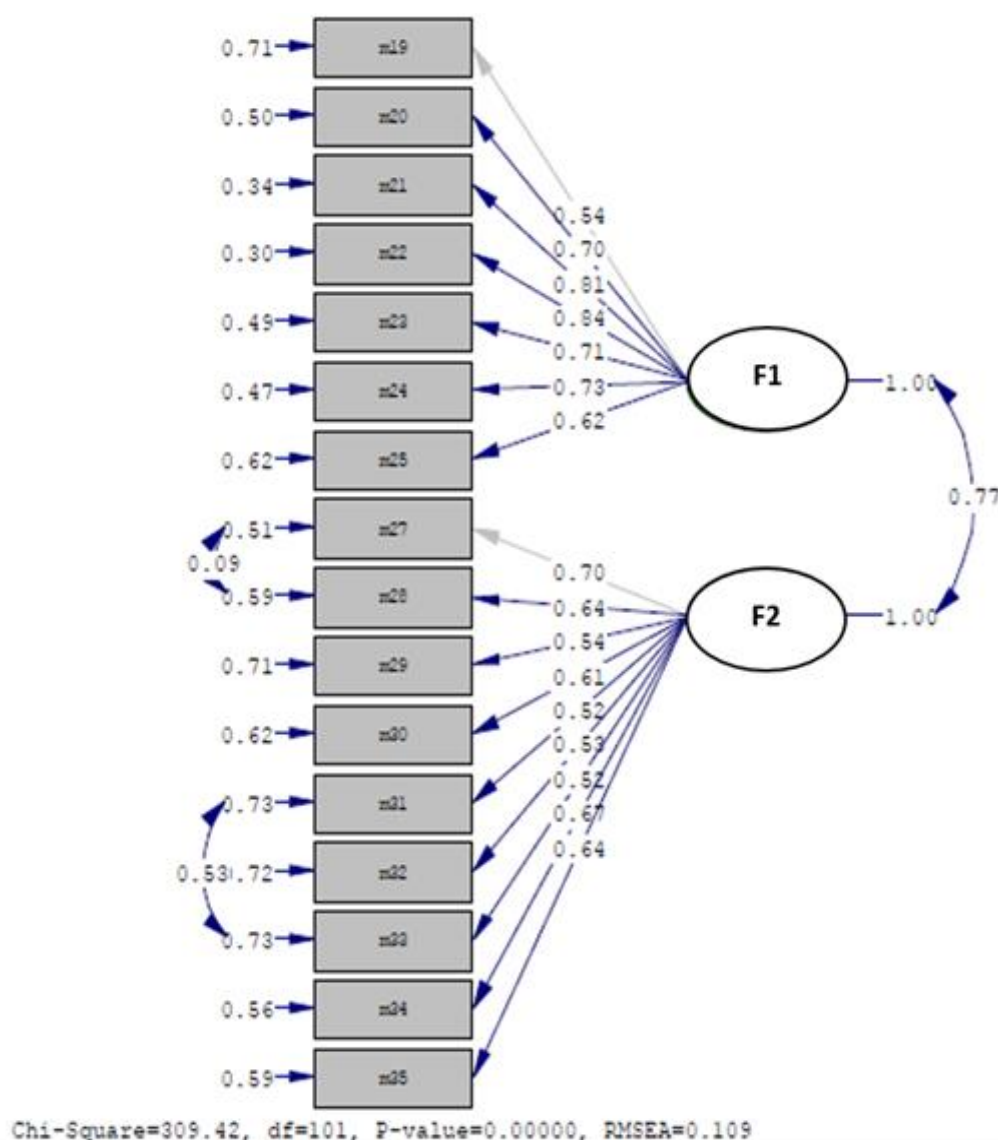 0.71 m19
0.50 m20
0.34 m21
0.54
0.70
0.30 m22
0.81
0.84
0.49 m23
0.71
F1
1.00
0.47 m24
0.73
0.62
0.62 m25
0.77
0.51 m27
0.09
0.70
0.59 m28
0.64
F2
1.00
0.54
0.71 m29
0.61
0.52
0.62 m30
0.53
0.52
0.73 m31
0.67
0.64
0.53 .72 m32
0.73 m33
0.56 m34
0.59 m35
Chi-Square=309.42, df=101, P-value=0.00000, RMSEA=0.109